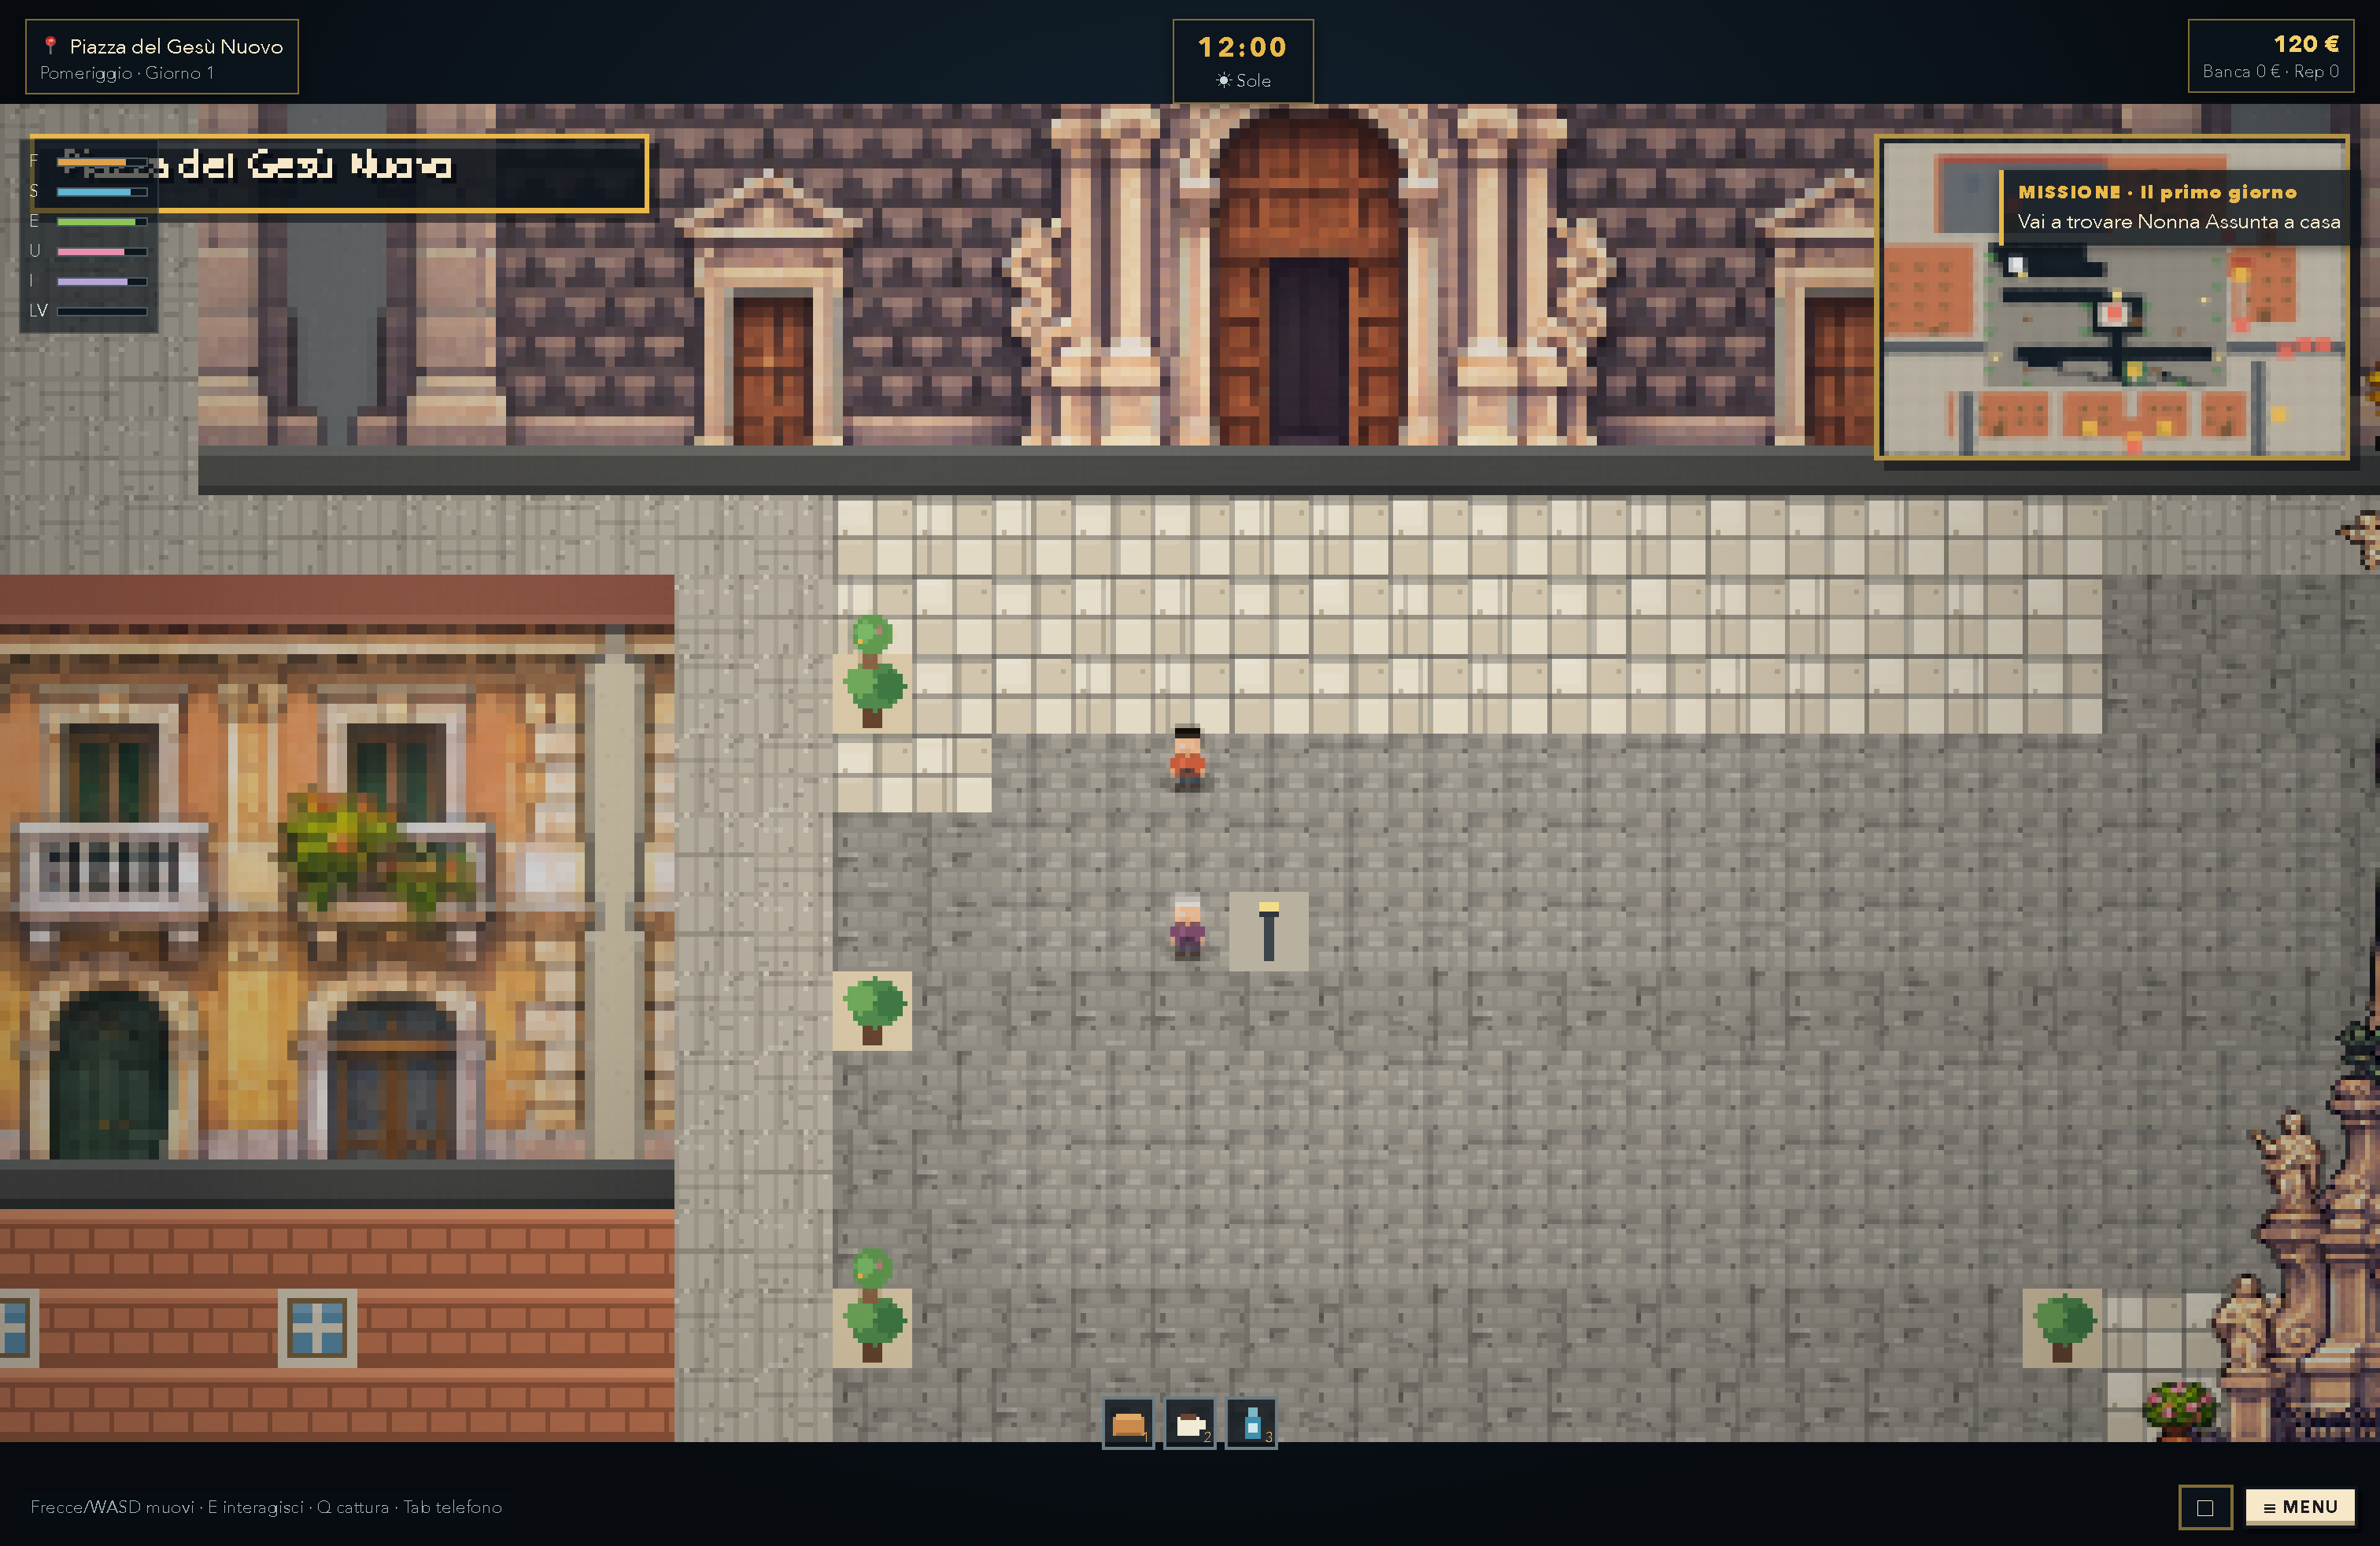 Piazza del Gesù Nuovo
Pomeriggio · Giorno 1
12:00
☀ Sole
120 €
Banca 0 € · Rep 0
del Gesù Nuovo
F
S
E
U
I
LV
MISSIONE · Il primo giorno
Vai a trovare Nonna Assunta a casa
1
2
3
Frecce/WASD muovi · E interagisci · Q cattura · Tab telefono
≡ MENU